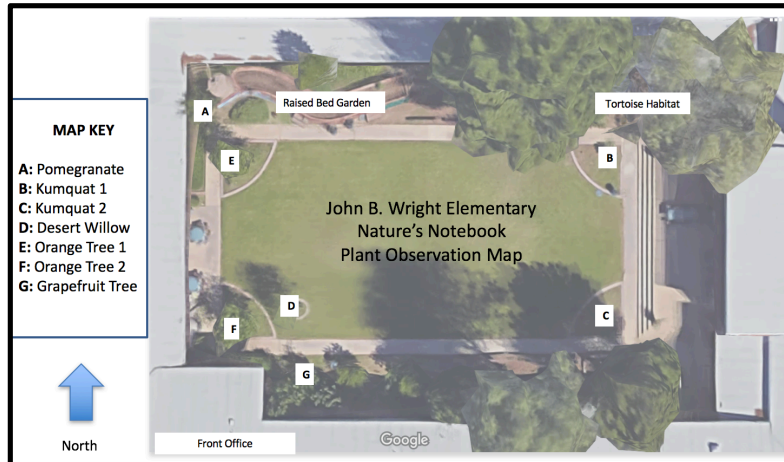 MAP KEY
A: Pomegranate
B: Kumquat 1
C: Kumquat 2
D: Desert Willow
E: Orange Tree 1
F: Orange Tree 2
G: Grapefruit Tree
North
A
Raised Bed Garden
Tortoise Habitat
E
B
John B. Wright Elementary
Nature's Notebook
Plant Observation Map
D
C
F
G
Front Office
Google